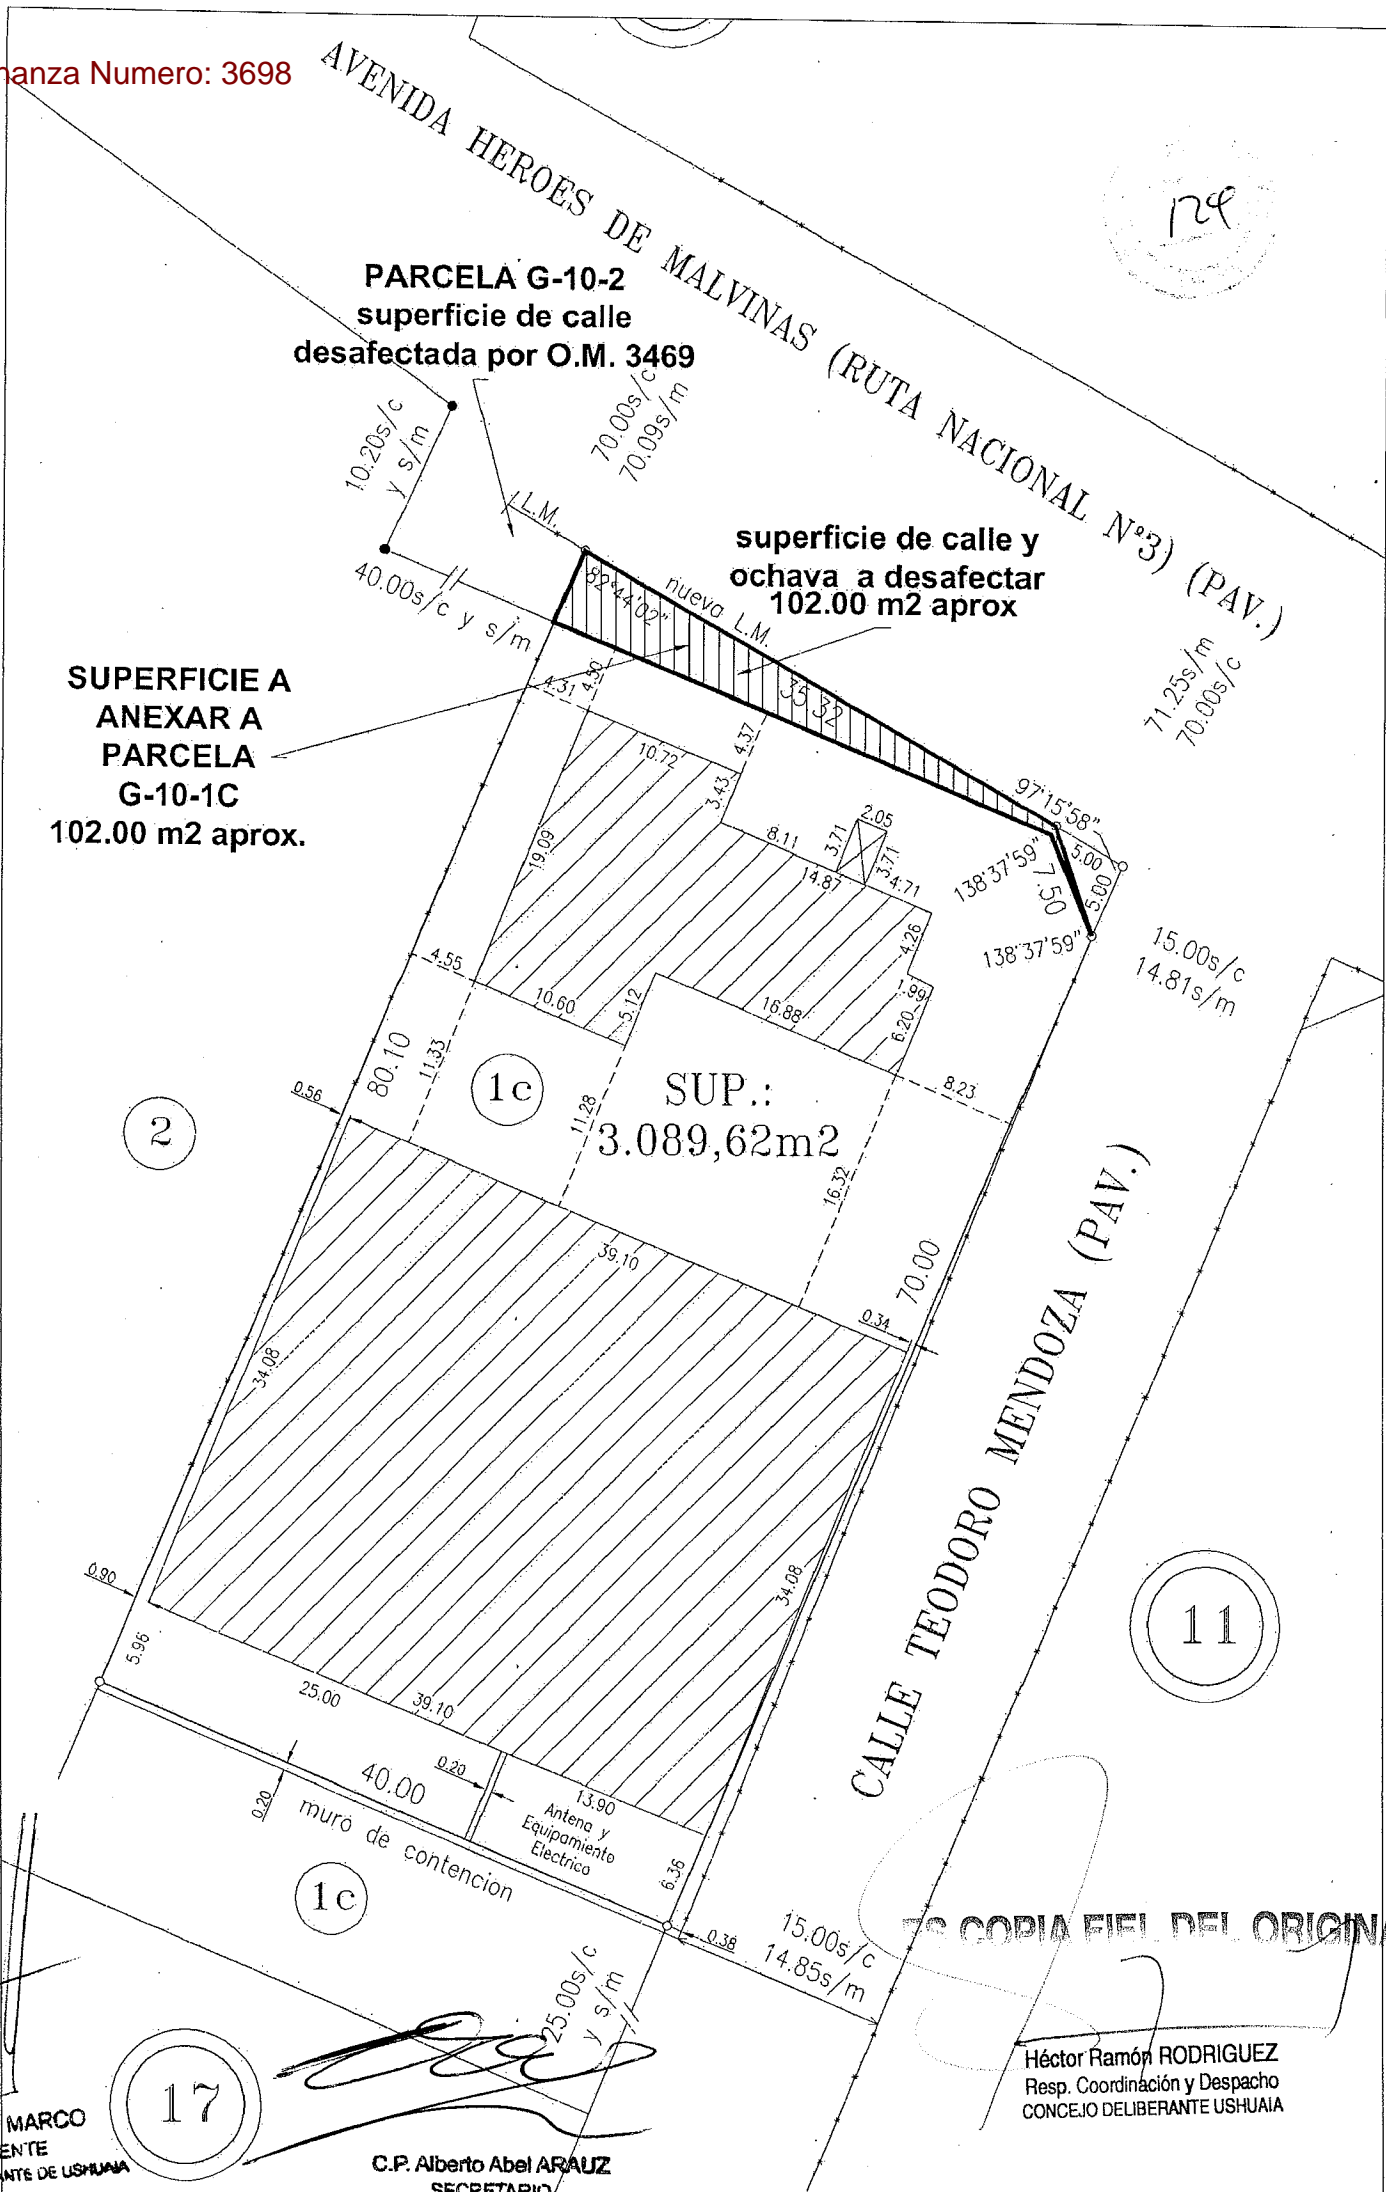 nanza Numero: 3698
AVENIDA HEROES DE MALVINAS (RUTA NACIONAL Nº3) (PAV.)
129
PARCELA G-10-2
superficie de calle
desafectada por O.M. 3469
10.20s/c
y s/m
70.00s/c
70.09s/m
L.M.
superficie de calle y
ochava a desafectar
102.00 m2 aprox
40.00s/c y s/m
82°44'02"
nueva L.M.
71.25s/m
70.00s/c
SUPERFICIE A
ANEXAR A
PARCELA
G-10-1C
102.00 m2 aprox.
4.31
4.50
35.32
4.37
10.72
3.43
97°15'58"
2.05
5.00
5.00
3.71
3.71
8.11
14.87
4.71
138°37'59"
7.50
138°37'59"
19.09
4.26
15.00s/c
14.81s/m
4.55
10.60
5.12
16.88
1.99
6.20
80.10
11.33
1c
SUP.:
3.089,62m2
8.23
0.56
2
11.28
16.32
39.10
70.00
0.34
34.08
CALLE TEODORO MENDOZA (PAV.)
34.08
0.90
5.96
11
25.00
39.10
40.00
0.20
0.20
13.90
Antena y
Equipamiento
Electrico
muro de contencion
6.36
1c
0.38
15.00s/c
14.85s/m
25.00s/c
y s/m
ES COPIA FIEL DEL ORIGINA
17
Héctor Ramón RODRIGUEZ
Resp. Coordinación y Despacho
CONCEJO DELIBERANTE USHUAIA
MARCO
ENTE
ANTE DE USHUAIA
C.P. Alberto Abel ARAUZ
SECRETARIO